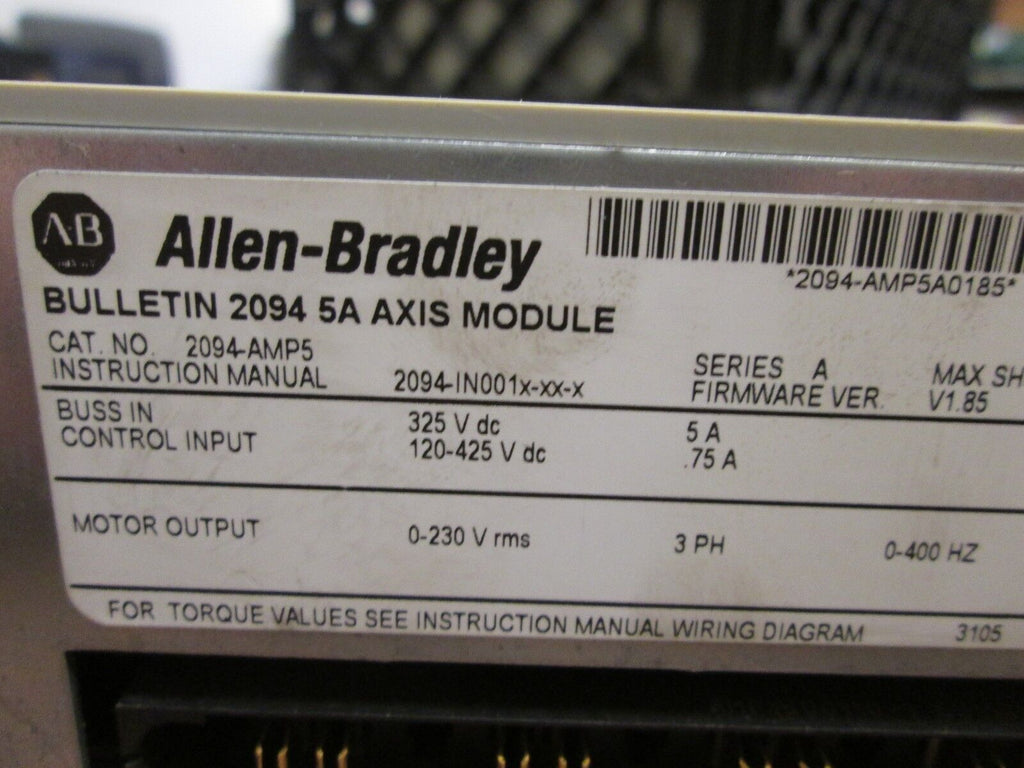 A·B
Allen-Bradley
*2094-AMP5A0185*
BULLETIN 2094 5A AXIS MODULE
CAT. NO. 2094-AMP5
SERIES A MAX SH
INSTRUCTION MANUAL 2094-IN001x-xx-x
FIRMWARE VER. V1.85
BUSS IN 325 V dc 5 A
CONTROL INPUT 120-425 V dc .75 A
MOTOR OUTPUT 0-230 V rms 3 PH 0-400 HZ
FOR TORQUE VALUES SEE INSTRUCTION MANUAL WIRING DIAGRAM 3105